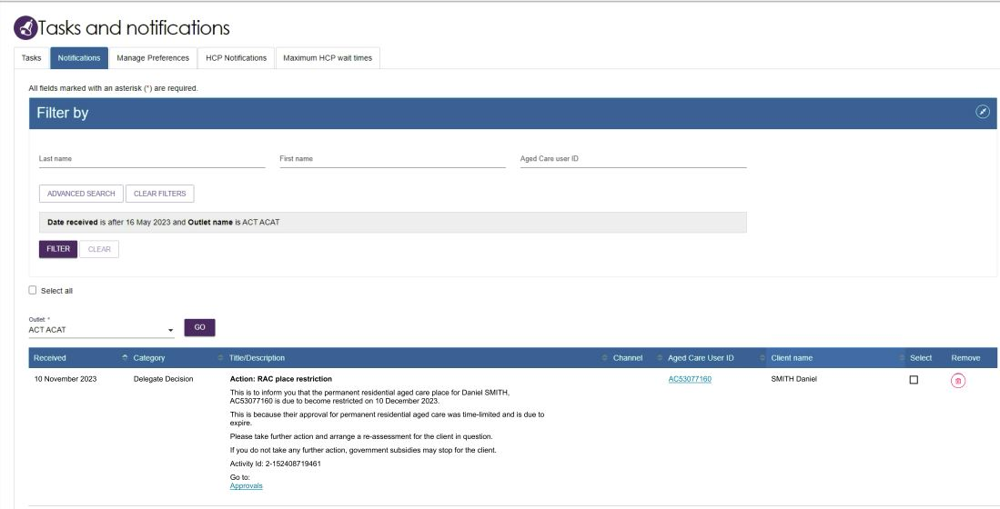 Tasks and notifications
Tasks Notifications Manage Preferences HCP Notifications Maximum HCP wait times
All fields marked with an asterisk (*) are required.
Filter by
Last name First name Aged Care user ID
ADVANCED SEARCH CLEAR FILTERS
Date received is after 16 May 2023 and Outlet name is ACT ACAT
FILTER CLEAR
Select all
Outlet *
ACT ACAT GO
Received Category Title/Description Channel Aged Care User ID Client name Select Remove
10 November 2023 Delegate Decision Action: RAC place restriction AC53077160 SMITH Daniel
This is to inform you that the permanent residential aged care place for Daniel SMITH,
AC53077160 is due to become restricted on 10 December 2023.
This is because their approval for permanent residential aged care was time-limited and is due to
expire.
Please take further action and arrange a re-assessment for the client in question.
If you do not take any further action, government subsidies may stop for the client.
Activity Id: 2-152408719461
Go to:
Approvals